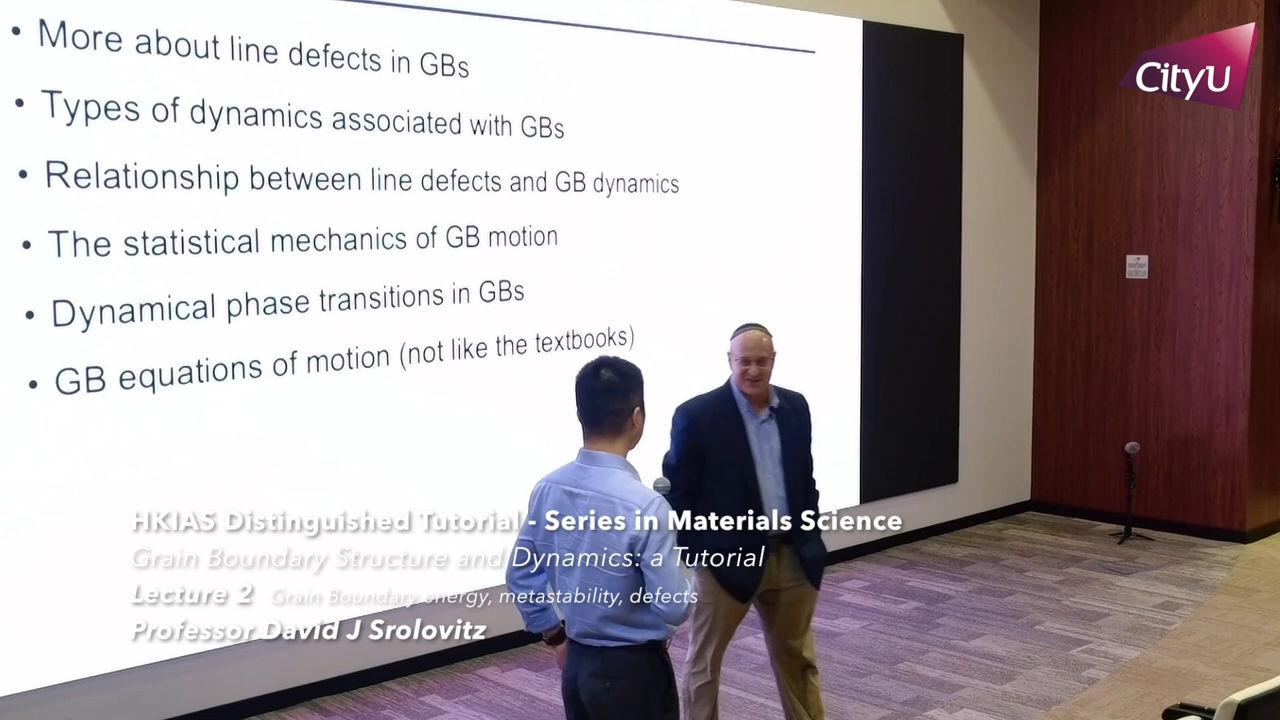 • More about line defects in GBs
• Types of dynamics associated with GBs
• Relationship between line defects and GB dynamics
• The statistical mechanics of GB motion
• Dynamical phase transitions in GBs
• GB equations of motion (not like the textbooks)
CityU
HKIAS Distinguished Tutorial - Series in Materials Science
Grain Boundary Structure and Dynamics: a Tutorial
Lecture 2 Grain Boundary energy, metastability, defects
Professor David J Srolovitz